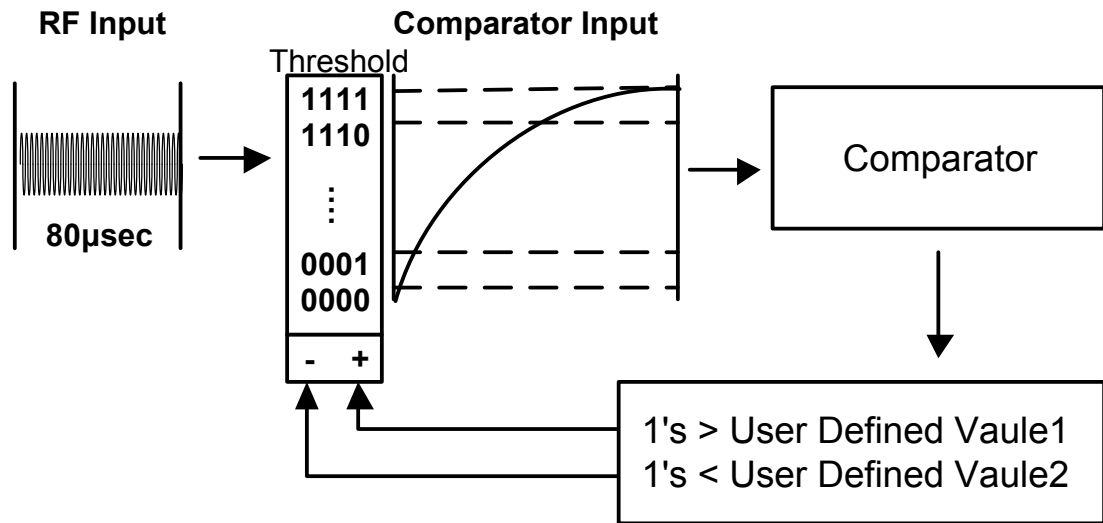 RF Input
Comparator Input
Threshold
1111
1110
....
0001
0000
- +
80µsec
Comparator
1's > User Defined Vaule1
1's < User Defined Vaule2